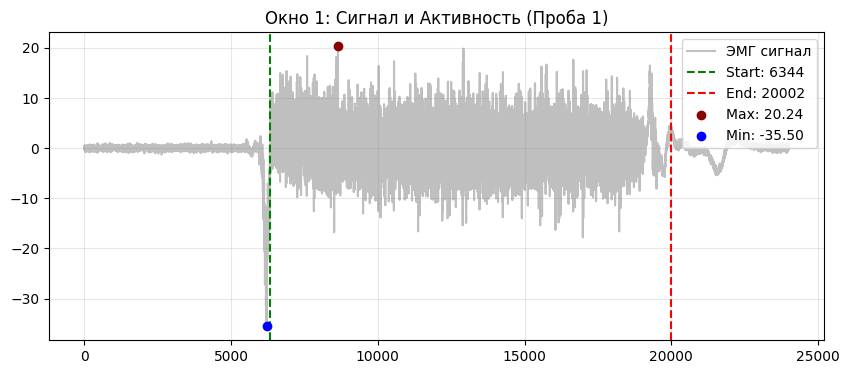 Окно 1: Сигнал и Активность (Проба 1)
20
10
0
−10
−20
−30
ЭМГ сигнал
Start: 6344
End: 20002
Max: 20.24
Min: -35.50
0 5000 10000 15000 20000 25000